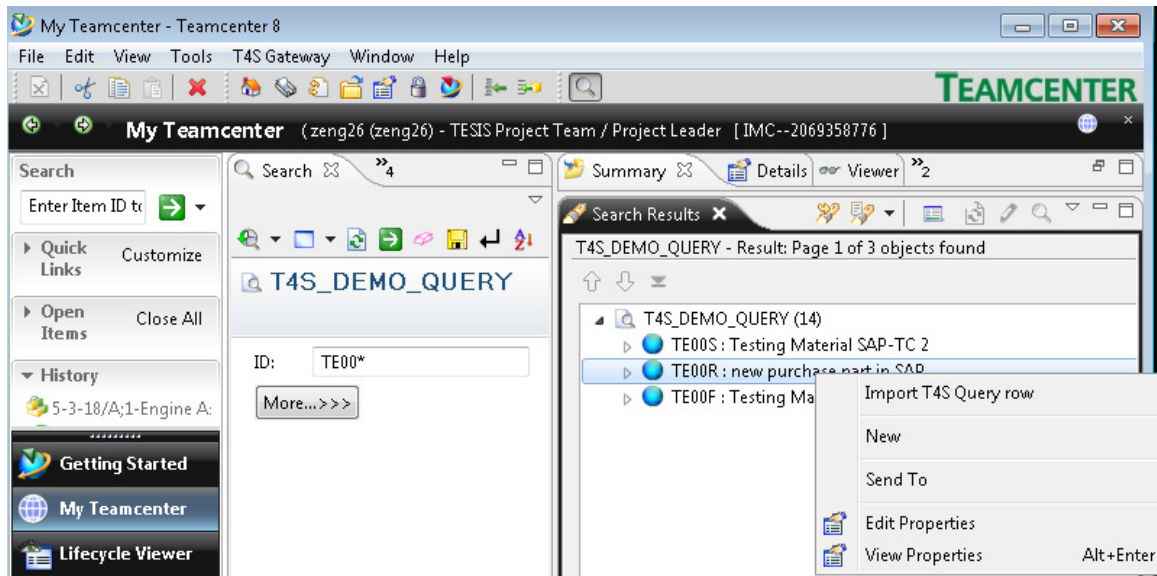 My Teamcenter - Teamcenter 8
File Edit View Tools T4S Gateway Window Help
TEAMCENTER
My Teamcenter ( zeng26 (zeng26) - TESIS Project Team / Project Leader [ IMC--2069358776 ]
Search
Enter Item ID to
Quick Links
Customize
Open Items
Close All
History
5-3-18/A;1-Engine A:
Getting Started
My Teamcenter
Lifecycle Viewer
Search
»4
T4S_DEMO_QUERY
ID: TE00*
More...>>>
Summary Details Viewer »2
Search Results
T4S_DEMO_QUERY - Result: Page 1 of 3 objects found
T4S_DEMO_QUERY (14)
TE00S : Testing Material SAP-TC 2
TE00R : new purchase part in SAP
TE00F : Testing Ma
Import T4S Query row
New
Send To
Edit Properties
View Properties Alt+Enter